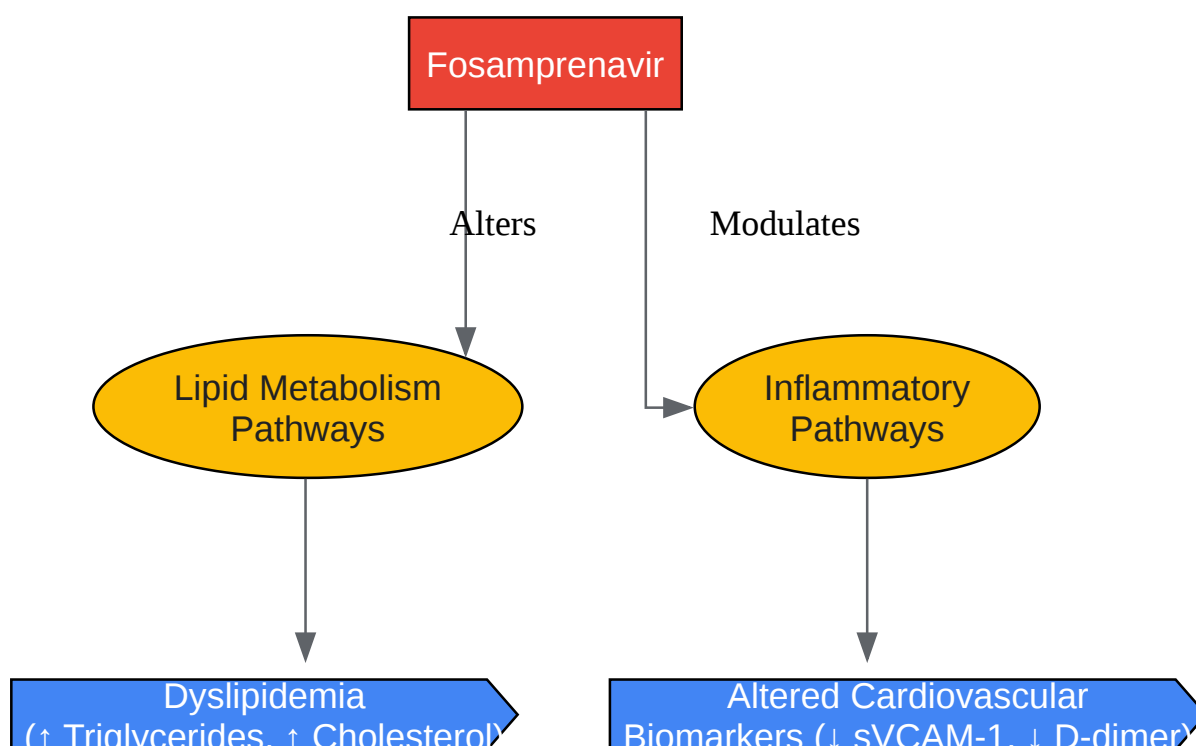 Fosamprenavir
Alters
Modulates
Lipid Metabolism
Pathways
Inflammatory
Pathways
Dyslipidemia
(↑ Triglycerides, ↑ Cholesterol)
Altered Cardiovascular
Biomarkers (↓ sVCAM-1, ↓ D-dimer)